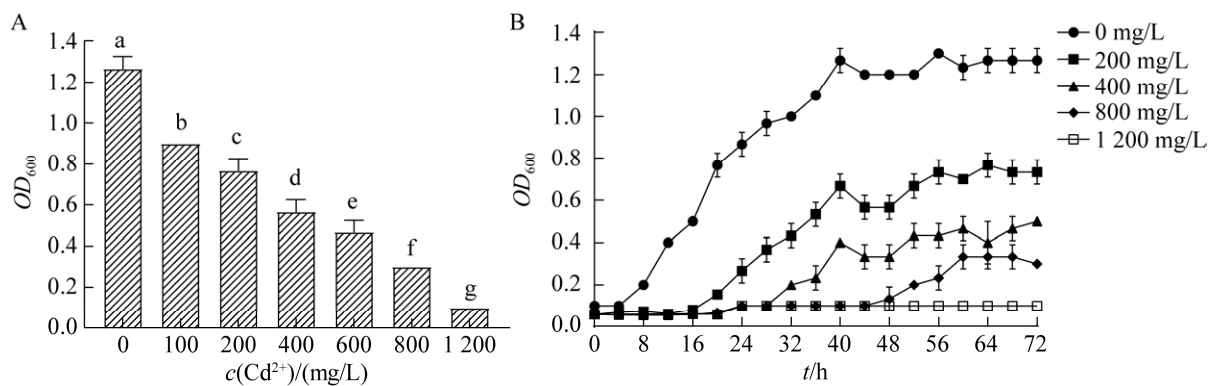 A
OD600
1.4
1.2
1.0
0.8
0.6
0.4
0.2
0.0
a
b
c
d
e
f
g
0 100 200 400 600 800 1 200
c(Cd2+)/(mg/L)
B
OD600
1.4
1.2
1.0
0.8
0.6
0.4
0.2
0.0
0 8 16 24 32 40 48 56 64 72
t/h
0 mg/L
200 mg/L
400 mg/L
800 mg/L
1 200 mg/L